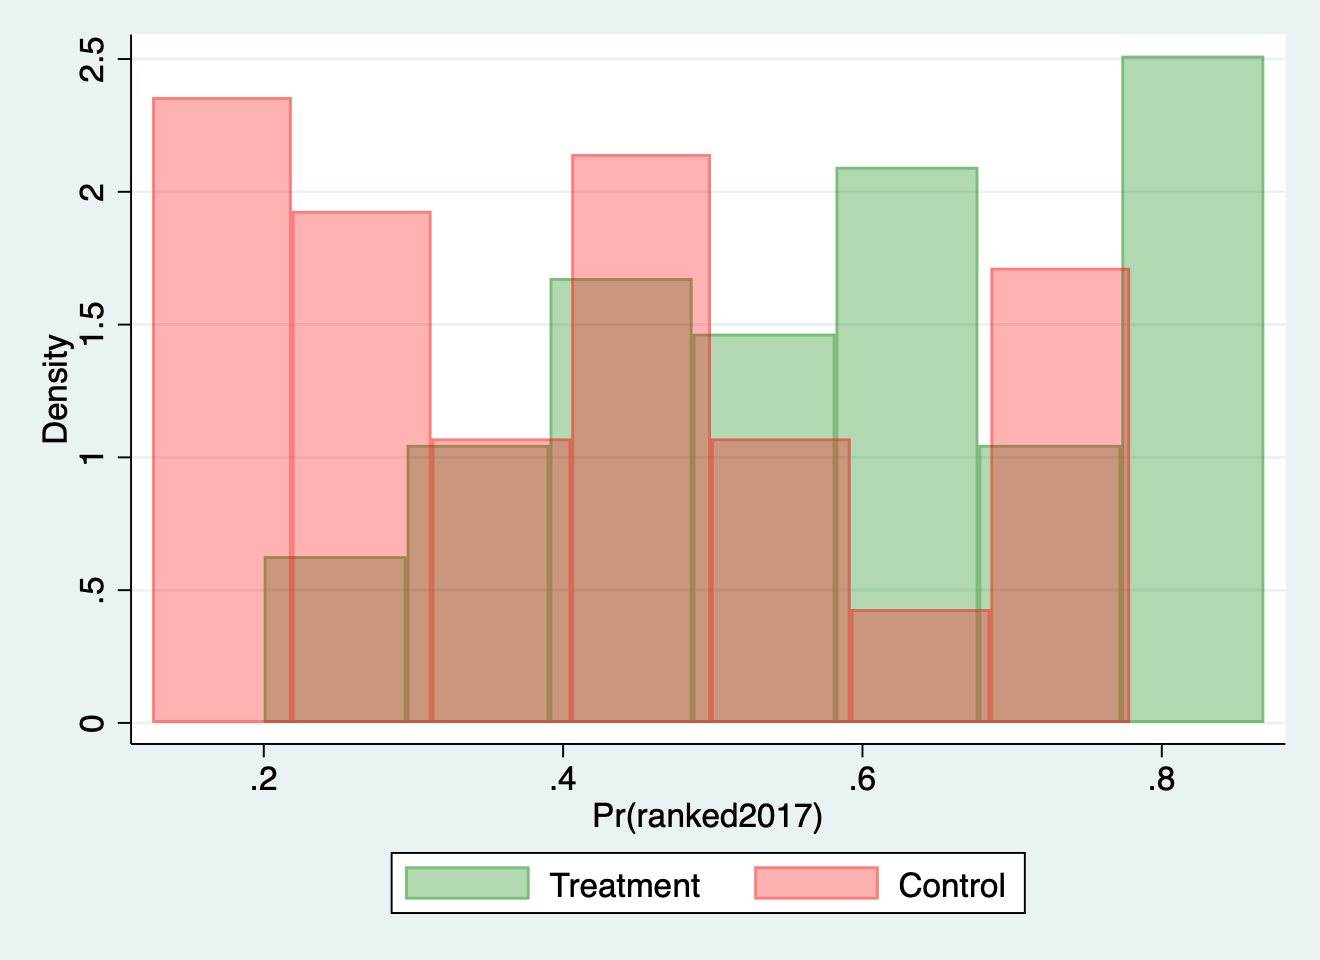 2.5
2
1.5
1
.5
0
Density
.2 .4 .6 .8
Pr(ranked2017)
Treatment Control